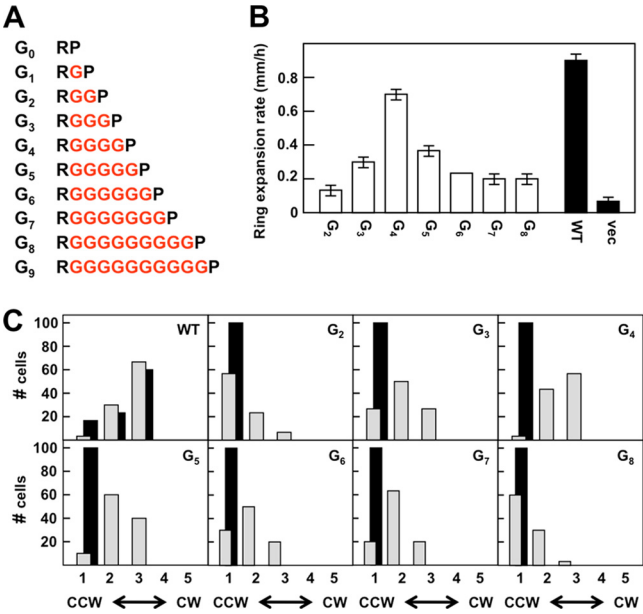 A
G0 RP
G1 RGP
G2 RGGP
G3 RGGGP
G4 RGGGGP
G5 RGGGGGP
G6 RGGGGGGP
G7 RGGGGGGGP
G8 RGGGGGGGGGP
G9 RGGGGGGGGGGP
B
Ring expansion rate (mm/h)
0.8
0.6
0.4
0.2
0
G2 G3 G4 G5 G6 G7 G8 WT vec
C
# cells
100
80
60
40
20
WT
G2
G3
G4
# cells
100
80
60
40
20
G5
G6
G7
G8
1 2 3 4 5 1 2 3 4 5 1 2 3 4 5 1 2 3 4 5
CCW CW CCW CW CCW CW CCW CW